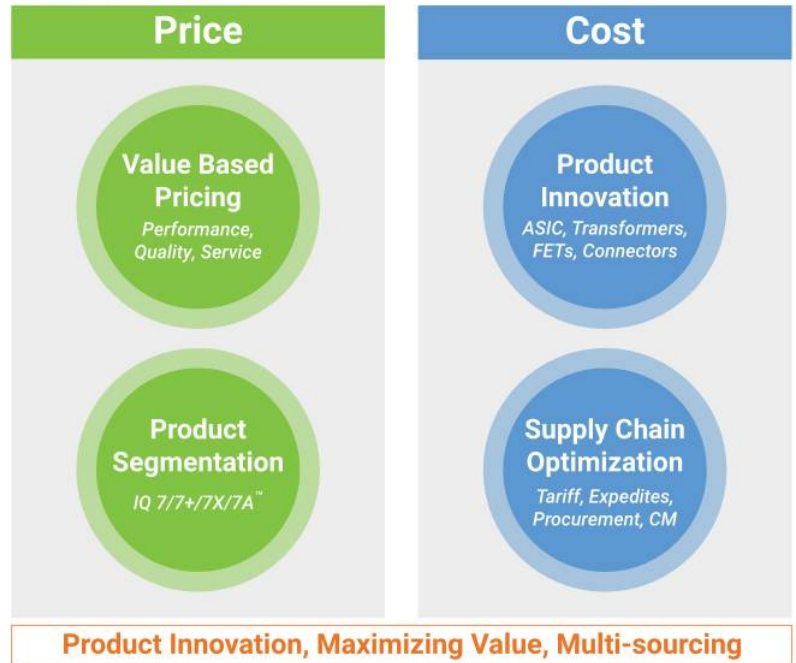 Price
Value Based
Pricing
Performance,
Quality, Service
Product
Segmentation
IQ 7/7+/7X/7A™
Cost
Product
Innovation
ASIC, Transformers,
FETs, Connectors
Supply Chain
Optimization
Tariff, Expedites,
Procurement, CM
Product Innovation, Maximizing Value, Multi-sourcing